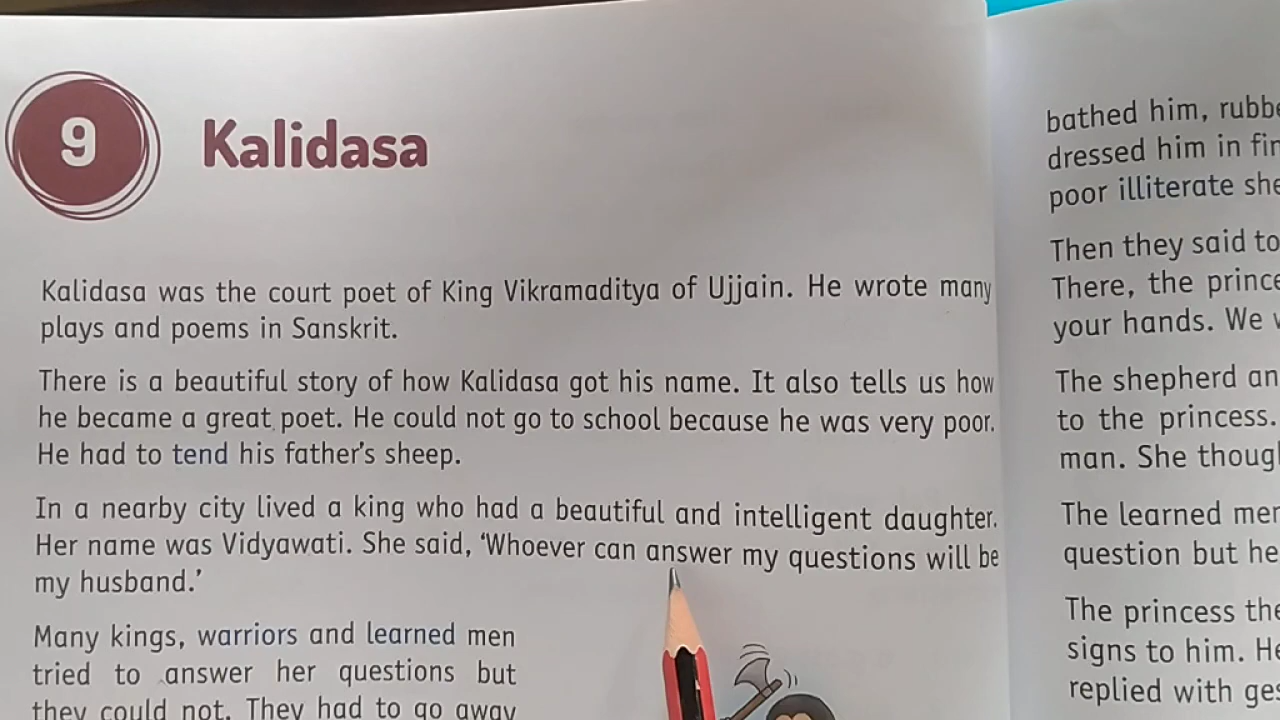 9
Kalidasa
Kalidasa was the court poet of King Vikramaditya of Ujjain. He wrote many
plays and poems in Sanskrit.
There is a beautiful story of how Kalidasa got his name. It also tells us how
he became a great poet. He could not go to school because he was very poor.
He had to tend his father's sheep.
In a nearby city lived a king who had a beautiful and intelligent daughter.
Her name was Vidyawati. She said, 'Whoever can answer my questions will be
my husband.'
Many kings, warriors and learned men
tried to answer her questions but
they could not. They had to go away
bathed him,
dressed him in
poor illiterate
Then they said to
There, the
your hands. We
The shepherd
to the princess.
man. She
The learned
question but he
The princess
signs to him.
replied with